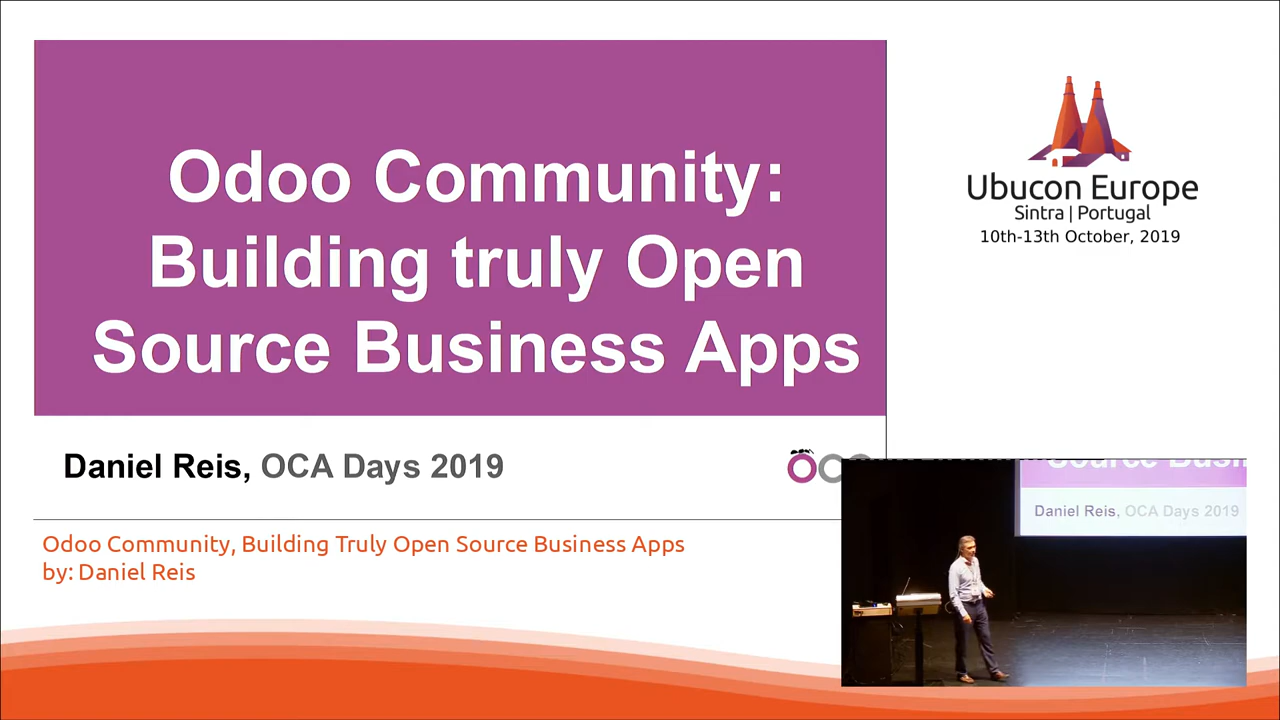 Odoo Community:
Building truly Open
Source Business Apps
Daniel Reis, OCA Days 2019
Odoo Community, Building Truly Open Source Business Apps
by: Daniel Reis
Ubucon Europe
Sintra | Portugal
10th-13th October, 2019
Daniel Reis, OCA Days 2019